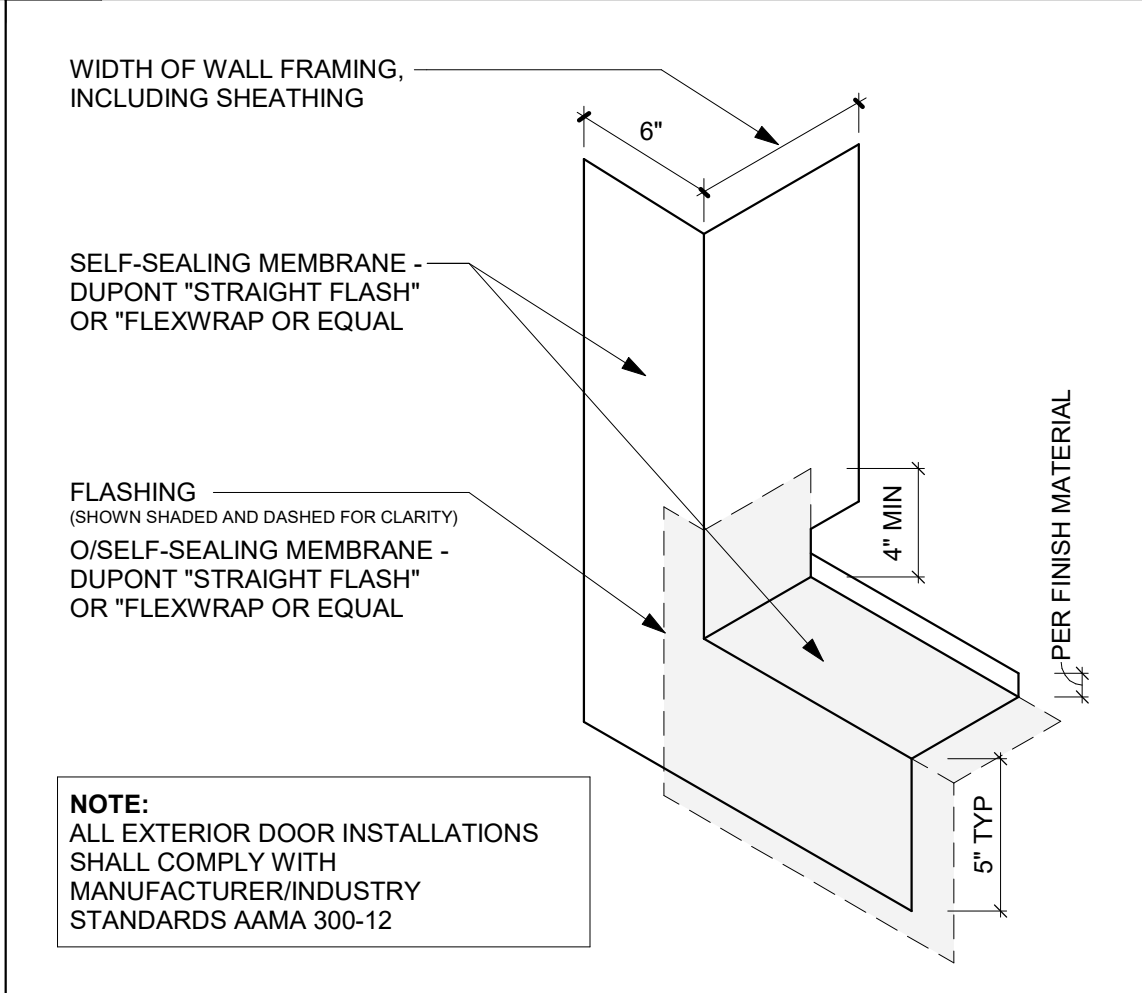 WIDTH OF WALL FRAMING,
INCLUDING SHEATHING
6"
SELF-SEALING MEMBRANE -
DUPONT "STRAIGHT FLASH"
OR "FLEXWRAP OR EQUAL
FLASHING
(SHOWN SHADED AND DASHED FOR CLARITY)
O/SELF-SEALING MEMBRANE -
DUPONT "STRAIGHT FLASH"
OR "FLEXWRAP OR EQUAL
4" MIN
PER FINISH MATERIAL
5" TYP
NOTE:
ALL EXTERIOR DOOR INSTALLATIONS
SHALL COMPLY WITH
MANUFACTURER/INDUSTRY
STANDARDS AAMA 300-12